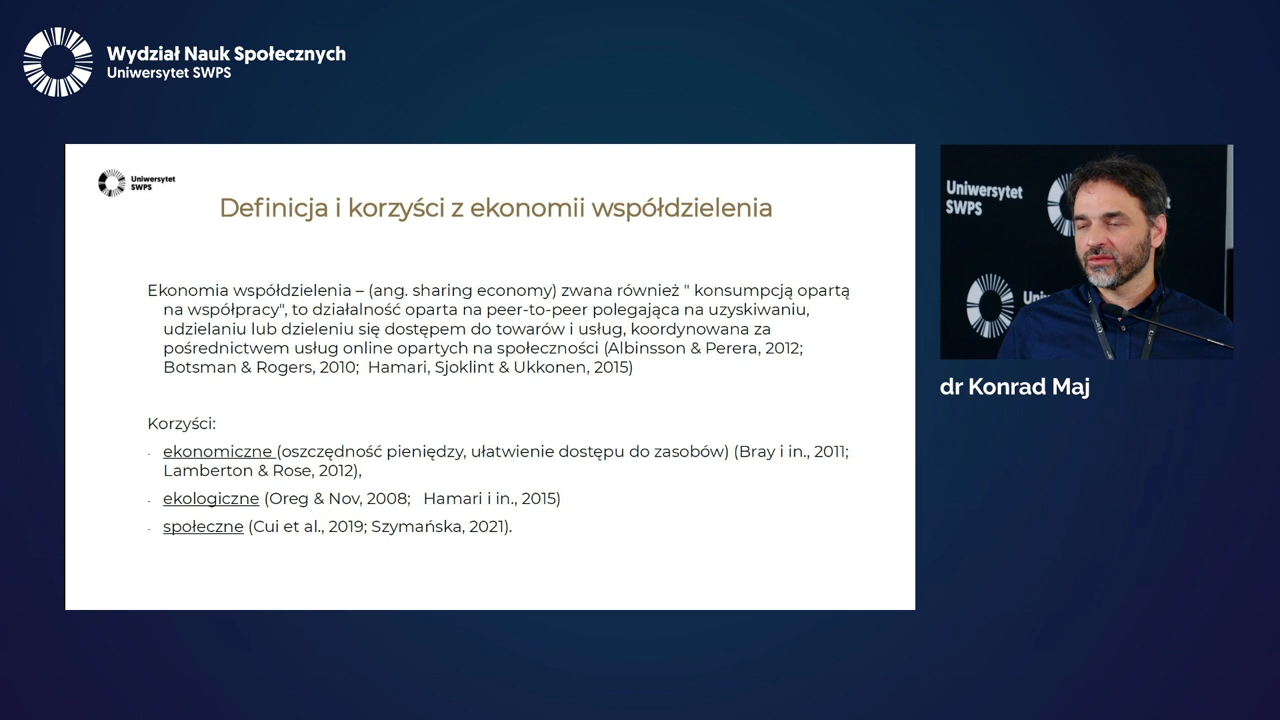 Wydział Nauk Społecznych
Uniwersytet SWPS
Uniwersytet
SWPS
Definicja i korzyści z ekonomii współdzielenia
Ekonomia współdzielenia – (ang. sharing economy) zwana również " konsumpcją opartą
na współpracy", to działalność oparta na peer-to-peer polegająca na uzyskiwaniu,
udzielaniu lub dzieleniu się dostępem do towarów i usług, koordynowana za
pośrednictwem usług online opartych na społeczności (Albinsson & Perera, 2012;
Botsman & Rogers, 2010; Hamari, Sjoklint & Ukkonen, 2015)
Korzyści:
- ekonomiczne (oszczędność pieniędzy, ułatwienie dostępu do zasobów) (Bray i in., 2011;
Lamberton & Rose, 2012),
- ekologiczne (Oreg & Nov, 2008; Hamari i in., 2015)
- społeczne (Cui et al., 2019; Szymańska, 2021).
Uniwersytet
SWPS
dr Konrad Maj